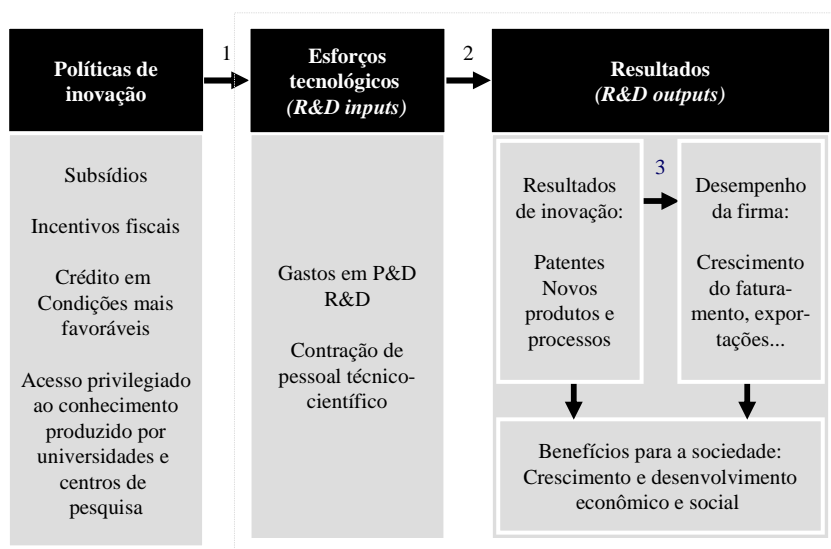 Políticas de
inovação
1
Esforços
tecnológicos
(R&D inputs)
2
Resultados
(R&D outputs)
Subsídios
Incentivos fiscais
Crédito em
Condições mais
favoráveis
Acesso privilegiado
ao conhecimento
produzido por
universidades e
centros de
pesquisa
Gastos em P&D
R&D
Contração de
pessoal técnico-
científico
Resultados
de inovação:
Patentes
Novos
produtos e
processos
3
Desempenho
da firma:
Crescimento
do fatura-
mento, expor-
tações...
Benefícios para a sociedade:
Crescimento e desenvolvimento
econômico e social